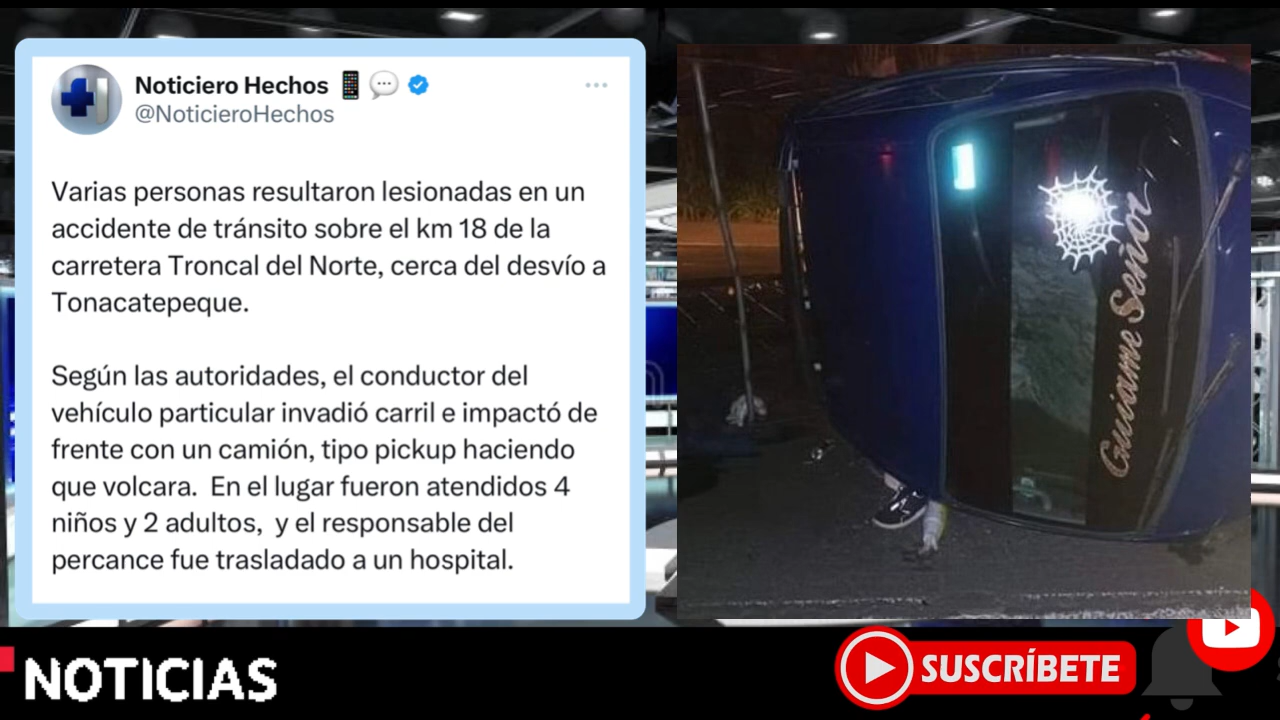 Noticiero Hechos
@NoticieroHechos
Varias personas resultaron lesionadas en un
accidente de tránsito sobre el km 18 de la
carretera Troncal del Norte, cerca del desvío a
Tonacatepeque.
Según las autoridades, el conductor del
vehículo particular invadió carril e impactó de
frente con un camión, tipo pickup haciendo
que volcara.  En el lugar fueron atendidos 4
niños y 2 adultos,  y el responsable del
percance fue trasladado a un hospital.
Guiame Señor
NOTICIAS
SUSCRÍBETE